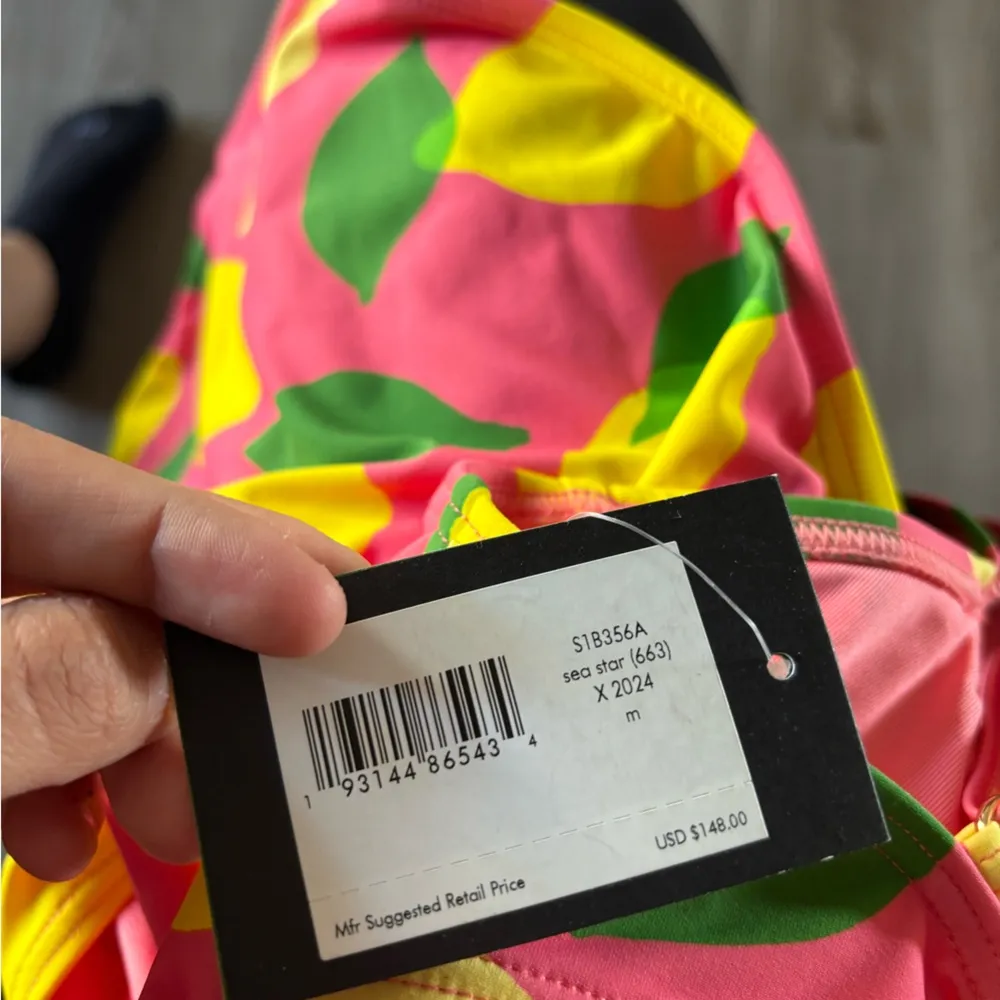 S1B356A
sea star (663)
X 2024
m
1 93144 86543 4
USD $148.00
Mfr Suggested Retail Price